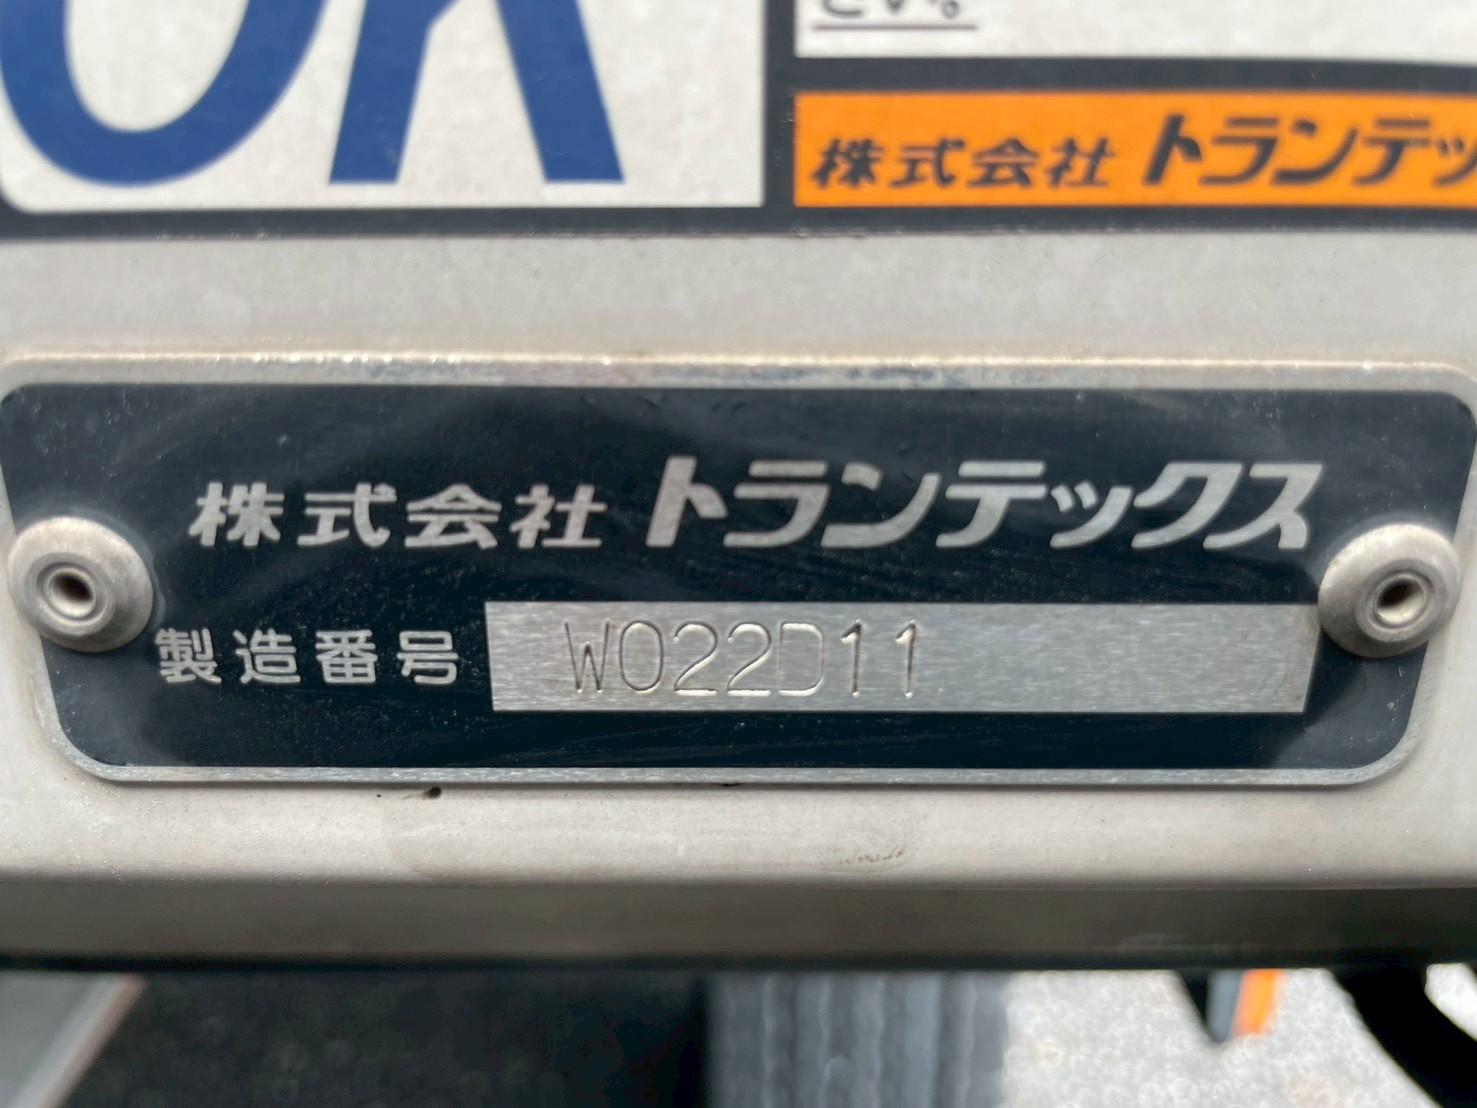 OK
株式会社 トランテッ
株式会社 トランテックス
製造番号 W022D11